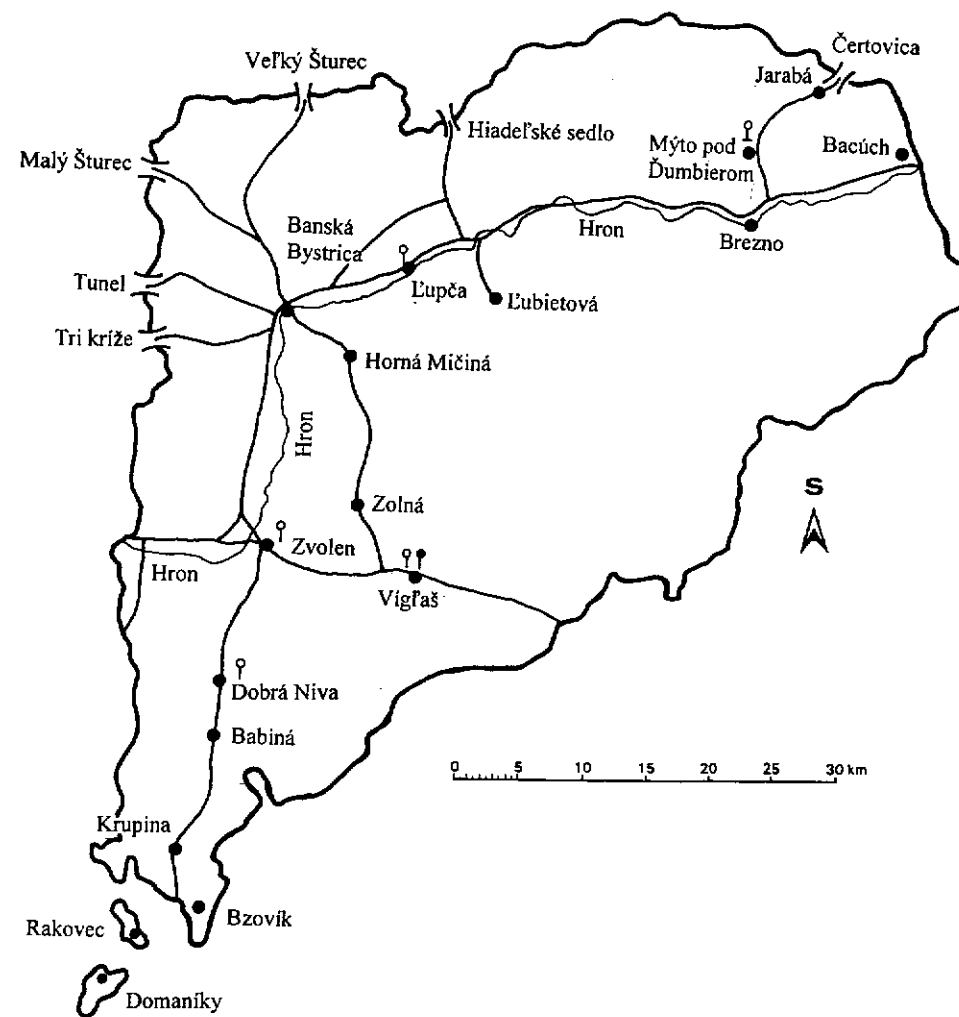 Čertovica
Veľký Šturec
Jarabá
Hiadeľské sedlo
Mýto pod
Ďumbierom
Bacúch
Malý Šturec
Banská
Bystrica
Hron
Brezno
Tunel
Ľupča
Ľubietová
Tri kríže
Horná Mičiná
Hron
S
Zolná
Zvolen
Hron
Vígľaš
Dobrá Niva
Babiná
0 5 10 15 20 25 30 km
Krupina
Bzovík
Rakovec
Domaníky